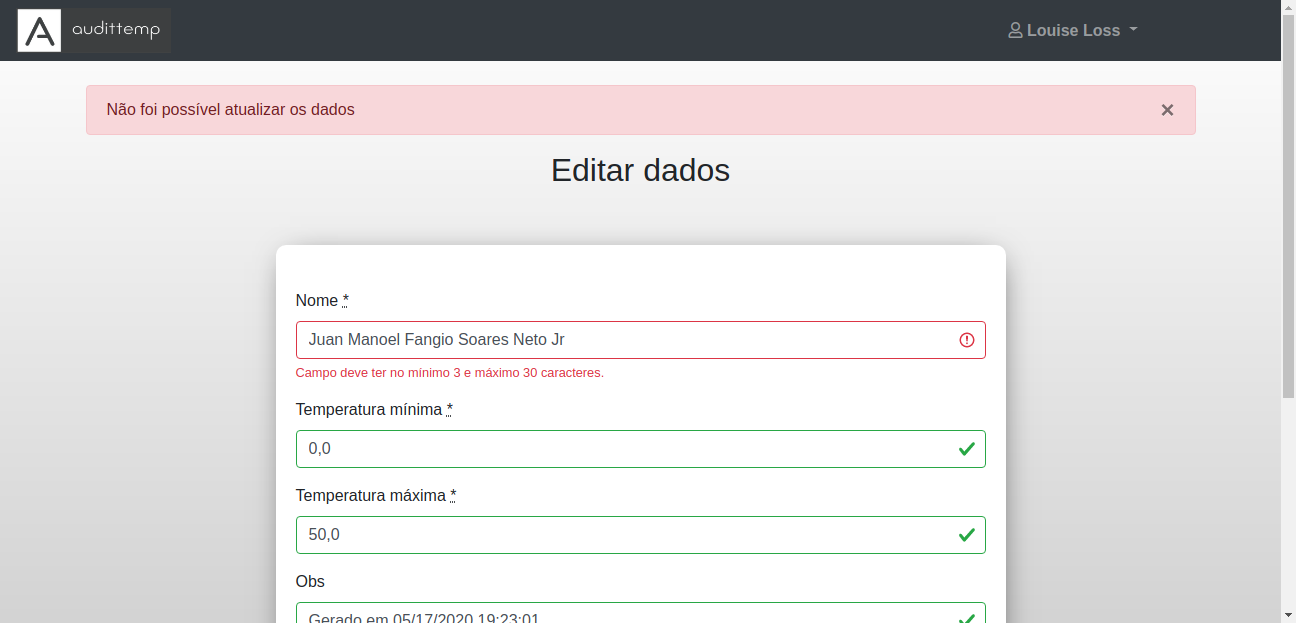 A audittemp
Louise Loss
Não foi possível atualizar os dados
×
Editar dados
Nome *
Juan Manoel Fangio Soares Neto Jr
Campo deve ter no mínimo 3 e máximo 30 caracteres.
Temperatura mínima *
0,0
Temperatura máxima *
50,0
Obs
Gerado em 05/17/2020 19:23:01